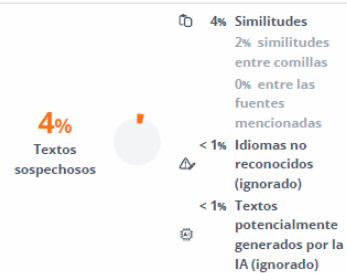 4%
Textos
sospechosos
4% Similitudes
2% similitudes
entre comillas
0% entre las
fuentes
mencionadas
< 1% Idiomas no
reconocidos
(ignorado)
< 1% Textos
potencialmente
generados por la
IA (ignorado)